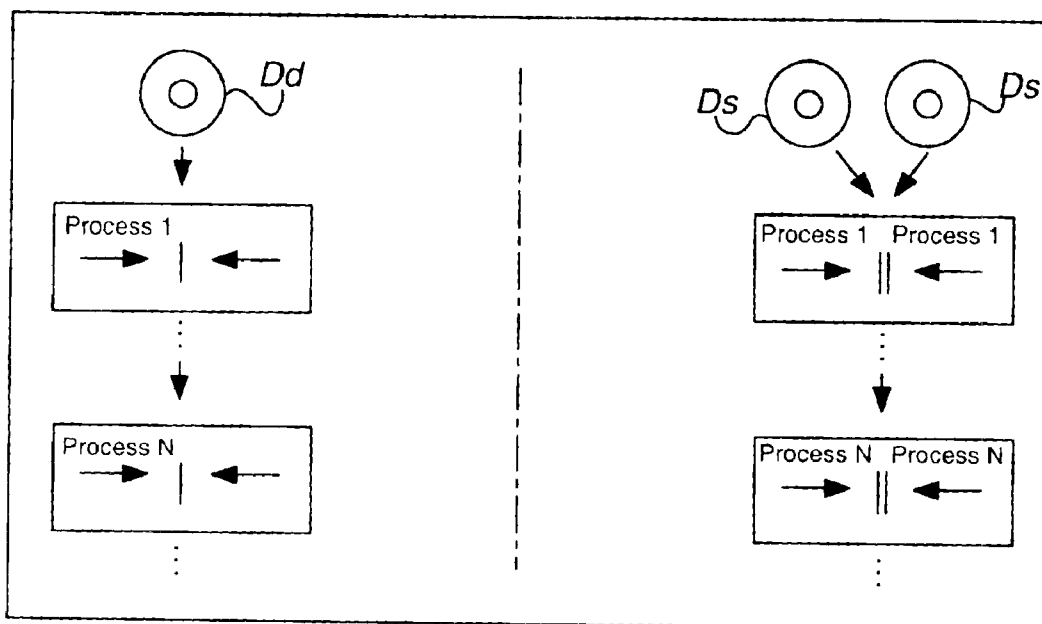 Dd
Process 1
Process N
Ds Ds
Process 1 Process 1
Process N Process N